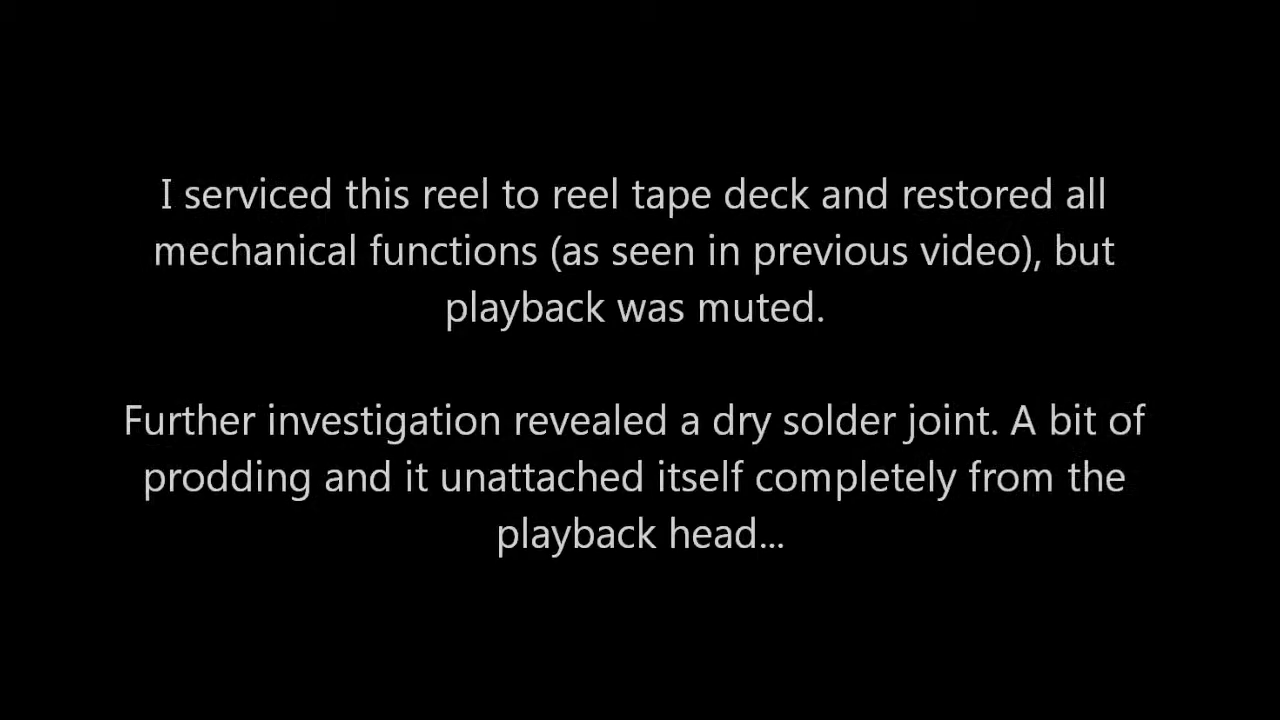 I serviced this reel to reel tape deck and restored all
mechanical functions (as seen in previous video), but
playback was muted.
Further investigation revealed a dry solder joint. A bit of
prodding and it unattached itself completely from the
playback head...